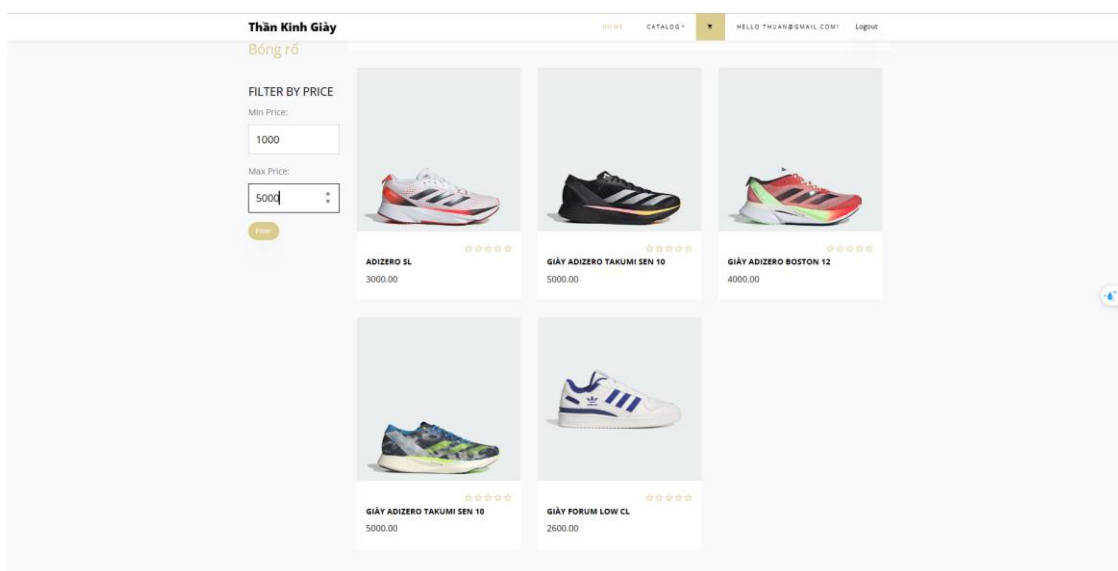 Thần Kinh Giày
HOME CATALOG HELLO THUAN@GMAIL.COM! Logout
Bóng rổ
FILTER BY PRICE
Min Price:
1000
Max Price:
5000
Filter
ADIZERO SL
3000.00
GIÀY ADIZERO TAKUMI SEN 10
5000.00
GIÀY ADIZERO BOSTON 12
4000.00
GIÀY ADIZERO TAKUMI SEN 10
5000.00
GIÀY FORUM LOW CL
2600.00